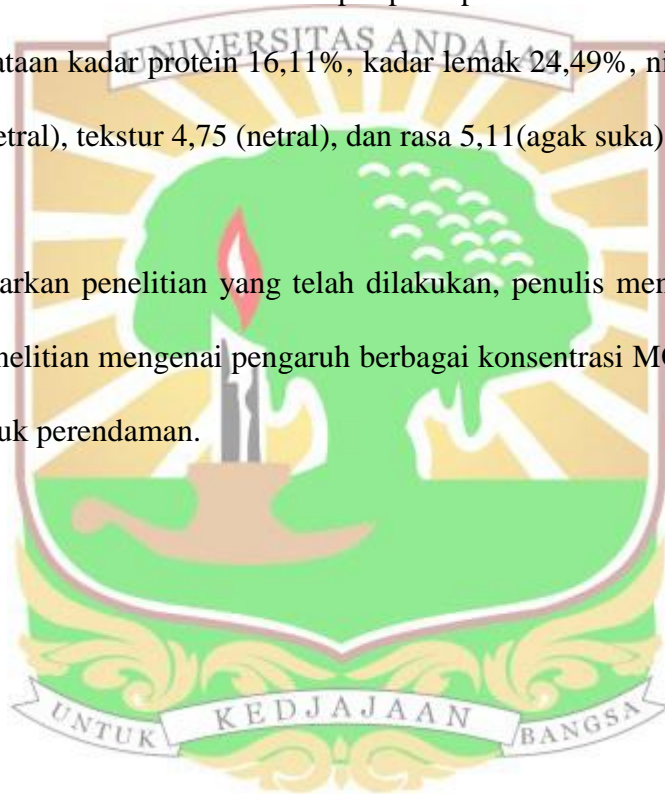 UNIVERSITAS ANDALAS
ataan kadar protein 16,11%, kadar lemak 24,49%, ni
etral), tekstur 4,75 (netral), dan rasa 5,11(agak suka)
arkan penelitian yang telah dilakukan, penulis men
nelitian mengenai pengaruh berbagai konsentrasi MO
uk perendaman.
UNTUK KEDJAJAAN BANGSA